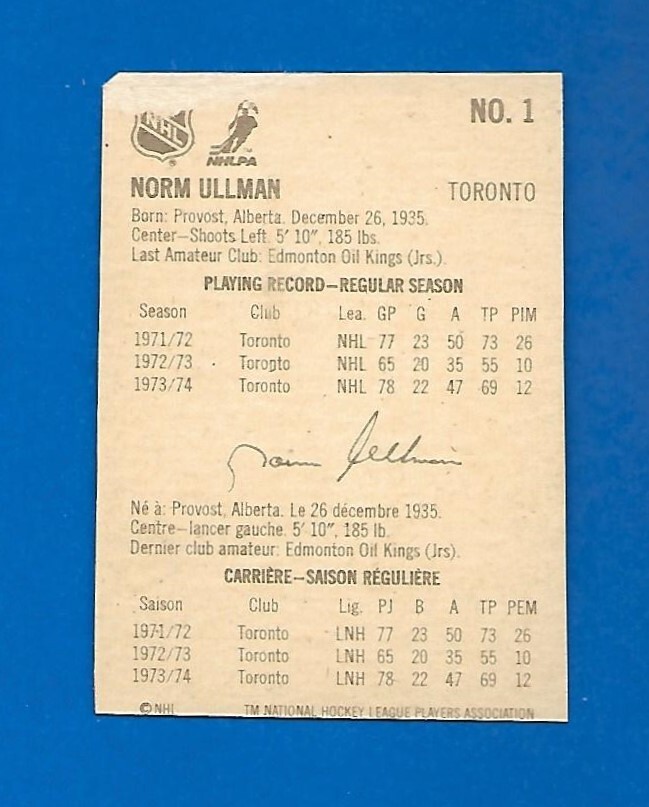 NHL
NHLPA
NO. 1
NORM ULLMAN TORONTO
Born: Provost, Alberta. December 26, 1935.
Center—Shoots Left. 5' 10", 185 lbs.
Last Amateur Club: Edmonton Oil Kings (Jrs.).
PLAYING RECORD—REGULAR SEASON
Season Club Lea. GP G A TP PIM
1971/72 Toronto NHL 77 23 50 73 26
1972/73 Toronto NHL 65 20 35 55 10
1973/74 Toronto NHL 78 22 47 69 12
Norm Ullman
Né à: Provost, Alberta. Le 26 décembre 1935.
Centre—lancer gauche. 5' 10", 185 lb.
Dernier club amateur: Edmonton Oil Kings (Jrs).
CARRIÈRE—SAISON RÉGULIÈRE
Saison Club Lig. PJ B A TP PEM
1971/72 Toronto LNH 77 23 50 73 26
1972/73 Toronto LNH 65 20 35 55 10
1973/74 Toronto LNH 78 22 47 69 12
© NHL TM NATIONAL HOCKEY LEAGUE PLAYERS ASSOCIATION